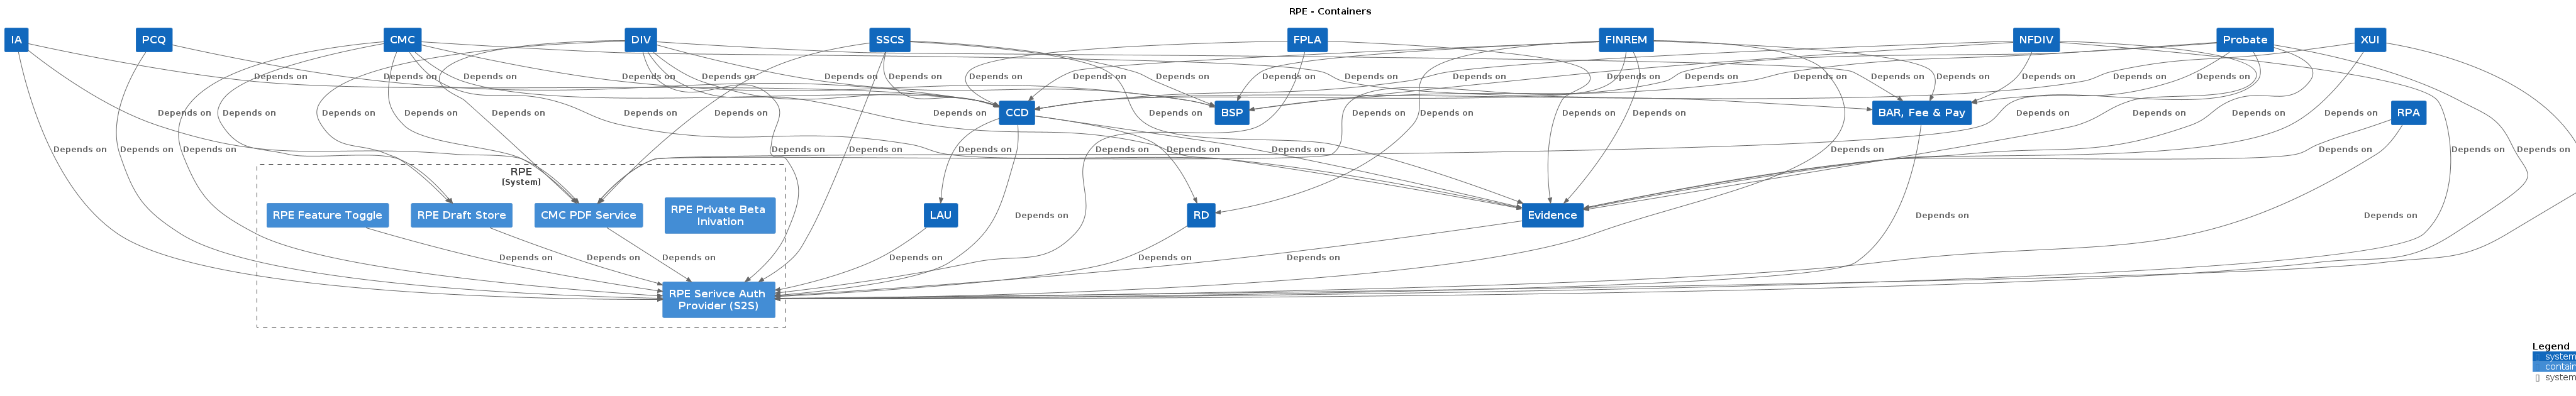 RPE - Containers
IA PCQ CMC DIV SSCS FPLA FINREM NFDIV Probate XUI
Depends on Depends on Depends on Depends on Depends on Depends on Depends on Depends on Depends on Depends on Depends on Depends on Depends on Depends on Depends on Depends on Depends on Depends on Depends on
Depends on Depends on Depends on Depends on Depends on Depends on Depends on Depends on CCD Depends on BSP Depends on Depends on Depends on Depends on BAR, Fee & Pay Depends on Depends on Depends on Depends on RPA
Depends on Depends on Depends on Depends on Depends on Depends on Depends on Depends on Depends on Depends on Depends on Depends on Depends on
RPE
[System]
RPE Feature Toggle RPE Draft Store CMC PDF Service
RPE Private Beta
Inivation
LAU Depends on RD Evidence Depends on Depends on
Depends on Depends on Depends on Depends on Depends on Depends on
RPE Serivce Auth
Provider (S2S)
Legend
system
contain
system